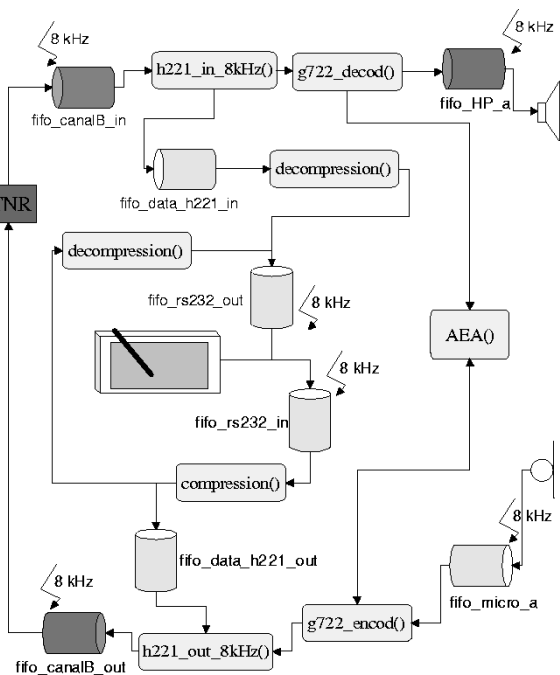 8 kHz
8 kHz
h221_in_8kHz()
g722_decod()
fifo_HP_a
fifo_canalB_in
decompression()
fifo_data_h221_in
TNR
decompression()
fifo_rs232_out
8 kHz
AEA()
8 kHz
fifo_rs232_in
compression()
8 kHz
fifo_data_h221_out
8 kHz
fifo_micro_a
g722_encod()
h221_out_8kHz()
fifo_canalB_out